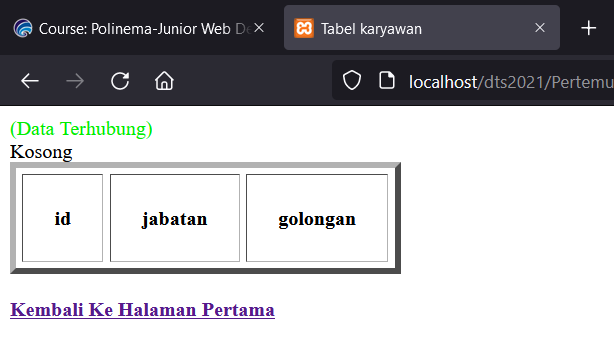 Course: Polinema-Junior Web De
Tabel karyawan
localhost/dts2021/Pertemu
(Data Terhubung)
Kosong
id jabatan golongan
Kembali Ke Halaman Pertama